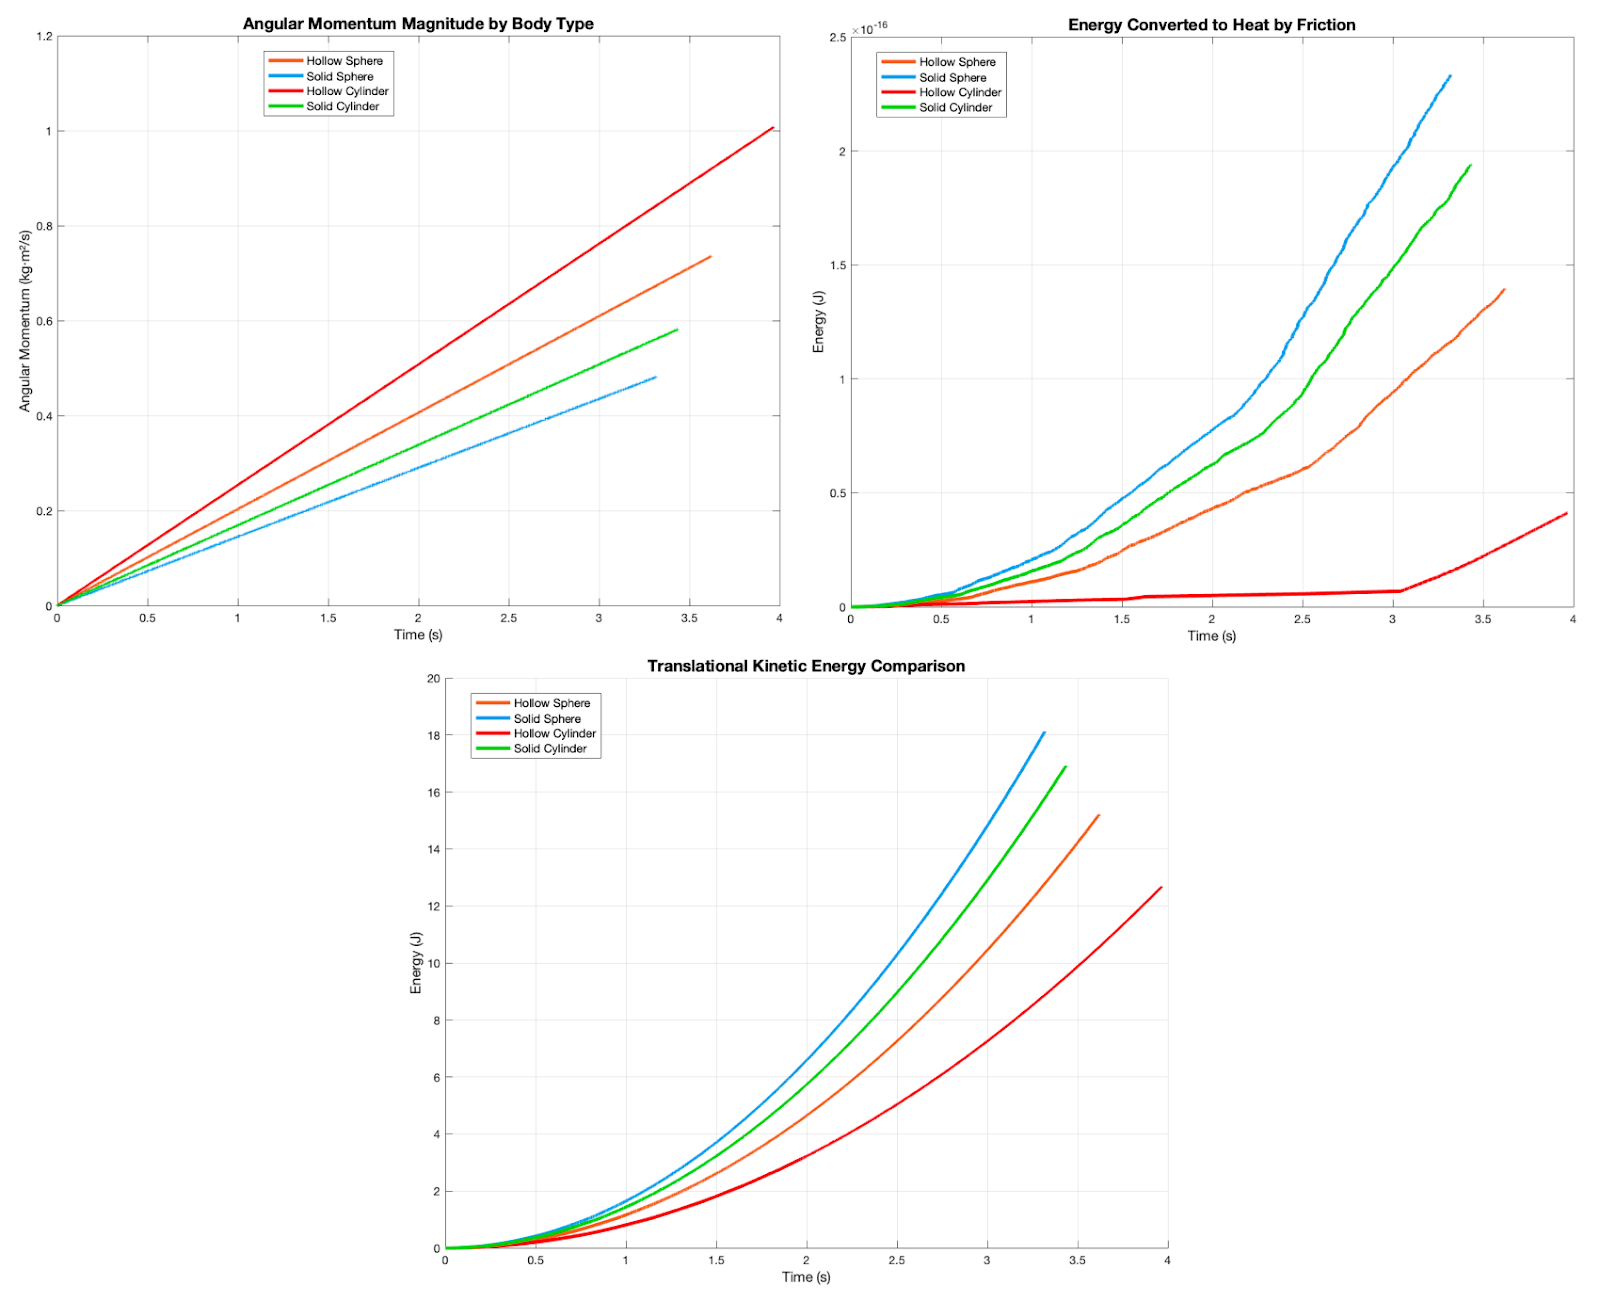 Angular Momentum Magnitude by Body Type
1.2
1
0.8
0.6
0.4
0.2
0
Angular Momentum (kg·m²/s)
Hollow Sphere
Solid Sphere
Hollow Cylinder
Solid Cylinder
0 0.5 1 1.5 2 2.5 3 3.5 4
Time (s)
Energy Converted to Heat by Friction
×10⁻¹⁶
2.5
2
1.5
1
0.5
0
Energy (J)
Hollow Sphere
Solid Sphere
Hollow Cylinder
Solid Cylinder
0 0.5 1 1.5 2 2.5 3 3.5 4
Time (s)
Translational Kinetic Energy Comparison
20
18
16
14
12
10
8
6
4
2
0
Energy (J)
Hollow Sphere
Solid Sphere
Hollow Cylinder
Solid Cylinder
0 0.5 1 1.5 2 2.5 3 3.5 4
Time (s)